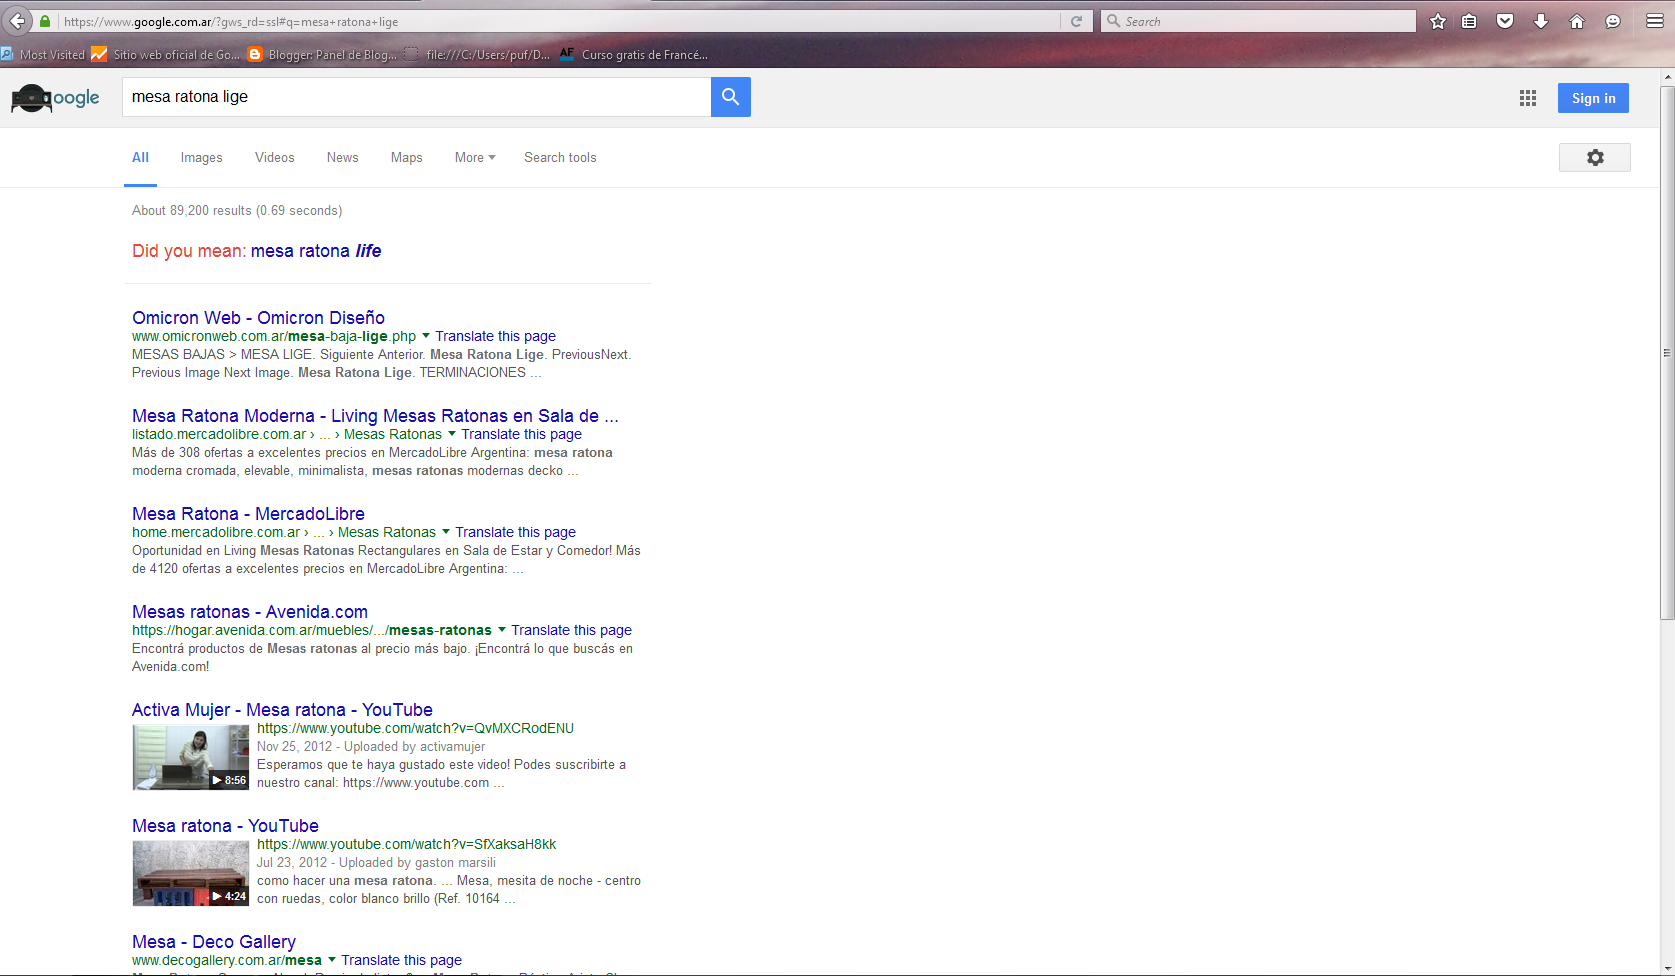 https://www.google.com.ar/?gws_rd=ssl#q=mesa+ratona+lige
Search
Most Visited
Sitio web oficial de Go...
Blogger: Panel de Blog...
file:///C:/Users/puf/D...
AF
Curso gratis de Francé...
oogle
mesa ratona lige
Sign in
All
Images
Videos
News
Maps
More
Search tools
About 89,200 results (0.69 seconds)
Did you mean: mesa ratona life
Omicron Web - Omicron Diseño
www.omicronweb.com.ar/mesa-baja-lige.php Translate this page
MESAS BAJAS > MESA LIGE. Siguiente Anterior. Mesa Ratona Lige. PreviousNext.
Previous Image Next Image. Mesa Ratona Lige. TERMINACIONES ...
Mesa Ratona Moderna - Living Mesas Ratonas en Sala de ...
listado.mercadolibre.com.ar › ... › Mesas Ratonas Translate this page
Más de 308 ofertas a excelentes precios en MercadoLibre Argentina: mesa ratona
moderna cromada, elevable, minimalista, mesas ratonas modernas decko ...
Mesa Ratona - MercadoLibre
home.mercadolibre.com.ar › ... › Mesas Ratonas Translate this page
Oportunidad en Living Mesas Ratonas Rectangulares en Sala de Estar y Comedor! Más
de 4120 ofertas a excelentes precios en MercadoLibre Argentina: ...
Mesas ratonas - Avenida.com
https://hogar.avenida.com.ar/muebles/.../mesas-ratonas Translate this page
Encontrá productos de Mesas ratonas al precio más bajo. ¡Encontrá lo que buscás en
Avenida.com!
Activa Mujer - Mesa ratona - YouTube
https://www.youtube.com/watch?v=QvMXCRodENU
Nov 25, 2012 - Uploaded by activamujer
Esperamos que te haya gustado este video! Podes suscribirte a
8:56
nuestro canal: https://www.youtube.com ...
Mesa ratona - YouTube
https://www.youtube.com/watch?v=SfXaksaH8kk
Jul 23, 2012 - Uploaded by gaston marsili
como hacer una mesa ratona. ... Mesa, mesita de noche - centro
4:24
con ruedas, color blanco brillo (Ref. 10164 ...
Mesa - Deco Gallery
www.decogallery.com.ar/mesa Translate this page